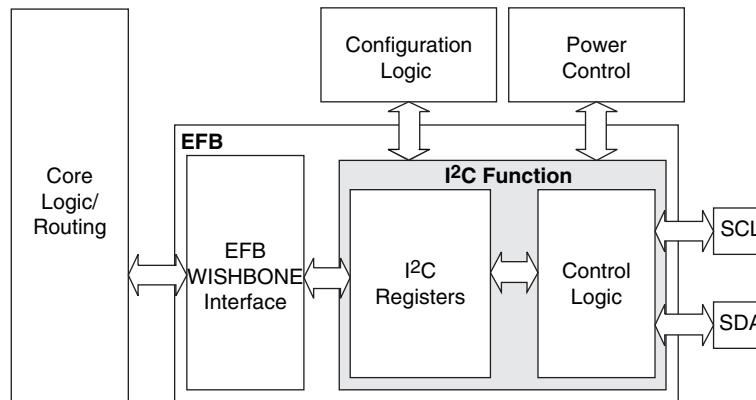 Configuration
Logic
Power
Control
EFB
I²C Function
Core
Logic/
Routing
EFB
WISHBONE
Interface
I²C
Registers
Control
Logic
SCL
SDA